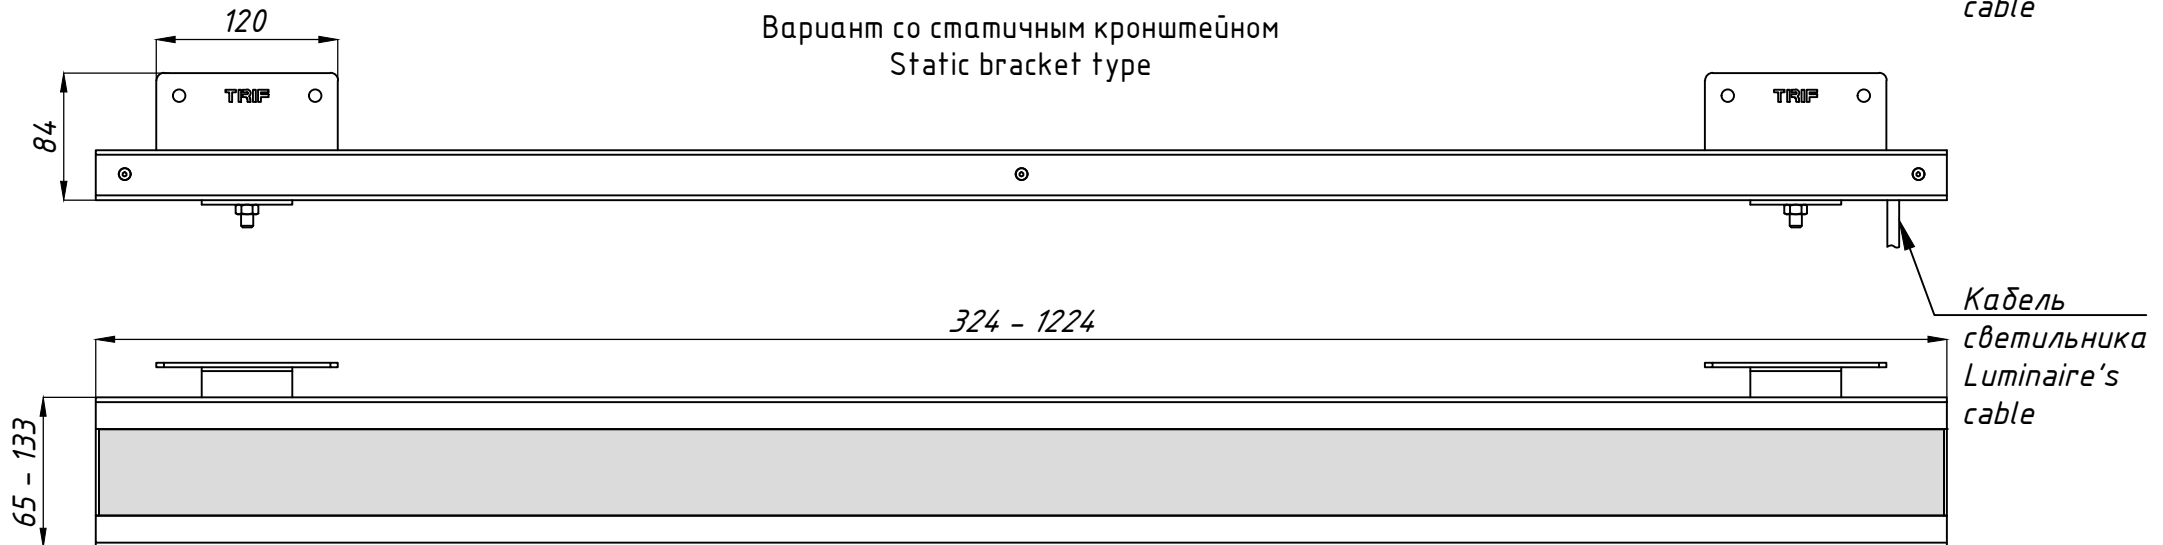 cable
120
Вариант со статичным кронштейном
Static bracket type
84
TRIF
TRIF
324 - 1224
Кабель
светильника
Luminaire's
cable
65 - 133